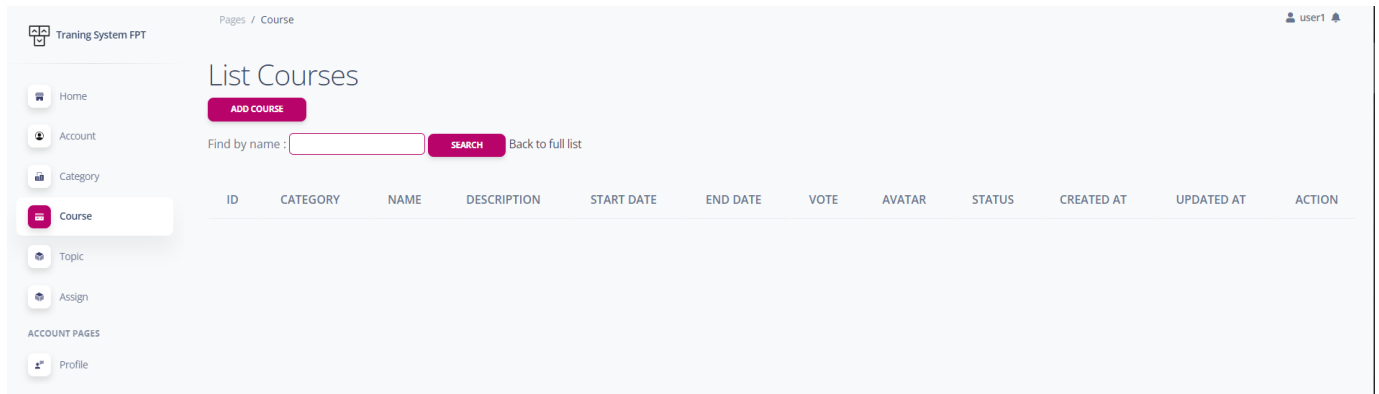 Traning System FPT
Pages / Course
user1
Home
Account
Category
Course
Topic
Assign
ACCOUNT PAGES
Profile
List Courses
ADD COURSE
Find by name : SEARCH Back to full list
ID CATEGORY NAME DESCRIPTION START DATE END DATE VOTE AVATAR STATUS CREATED AT UPDATED AT ACTION